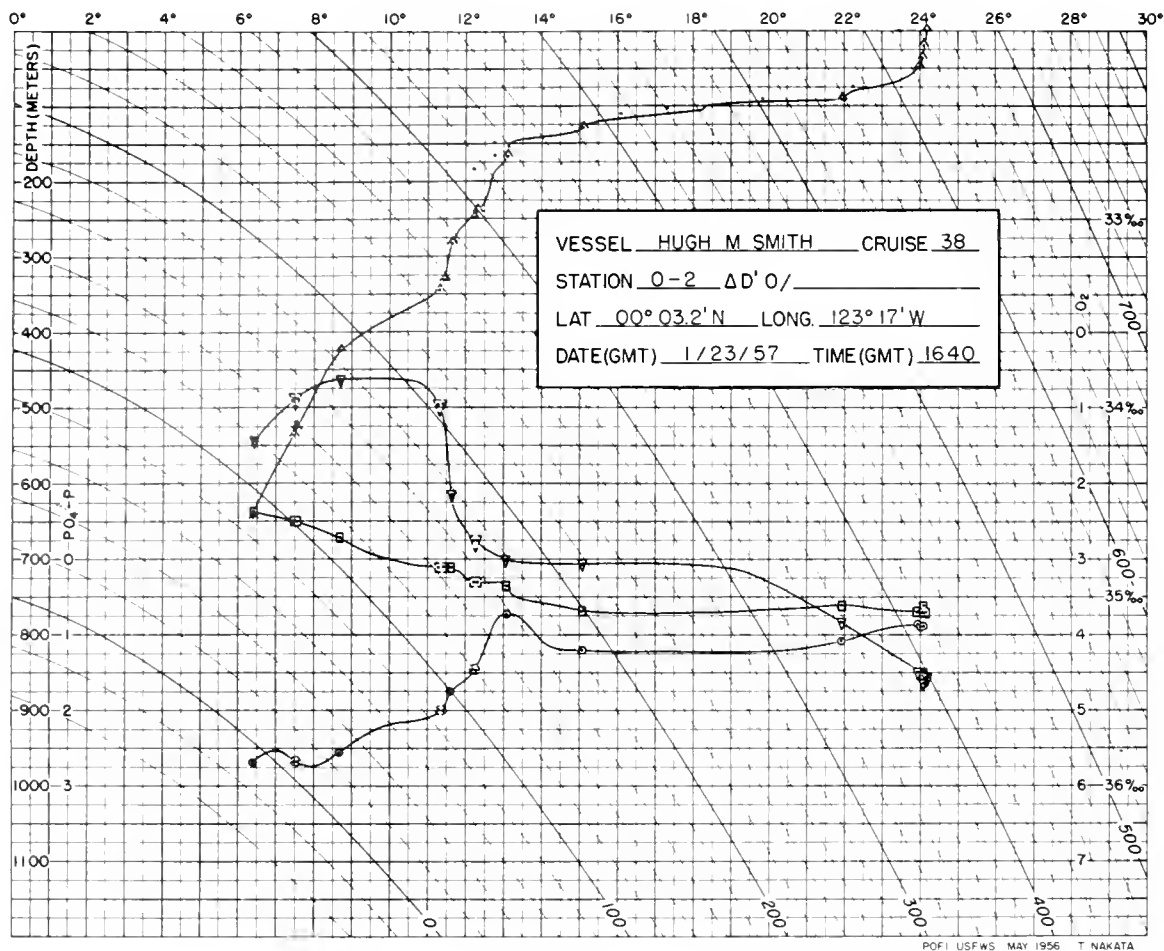 0° 2° 4° 6° 8° 10° 12° 14° 16° 18° 20° 22° 24° 26° 28° 30°
DEPTH (METERS)
200
300
400
500
600
700
800
900
1000
1100
O PO₄-P
0
1
2
3
VESSEL HUGH M SMITH CRUISE 38
STATION 0-2 ΔD' 0/
LAT 00° 03.2' N LONG. 123° 17' W
DATE(GMT) 1/23/57 TIME(GMT) 1640
O₂
0
1
2
3
4
5
6
7
33‰
34‰
35‰
36‰
700
600
500
0 100 200 300 400
POFI USFWS MAY 1956 T NAKATA